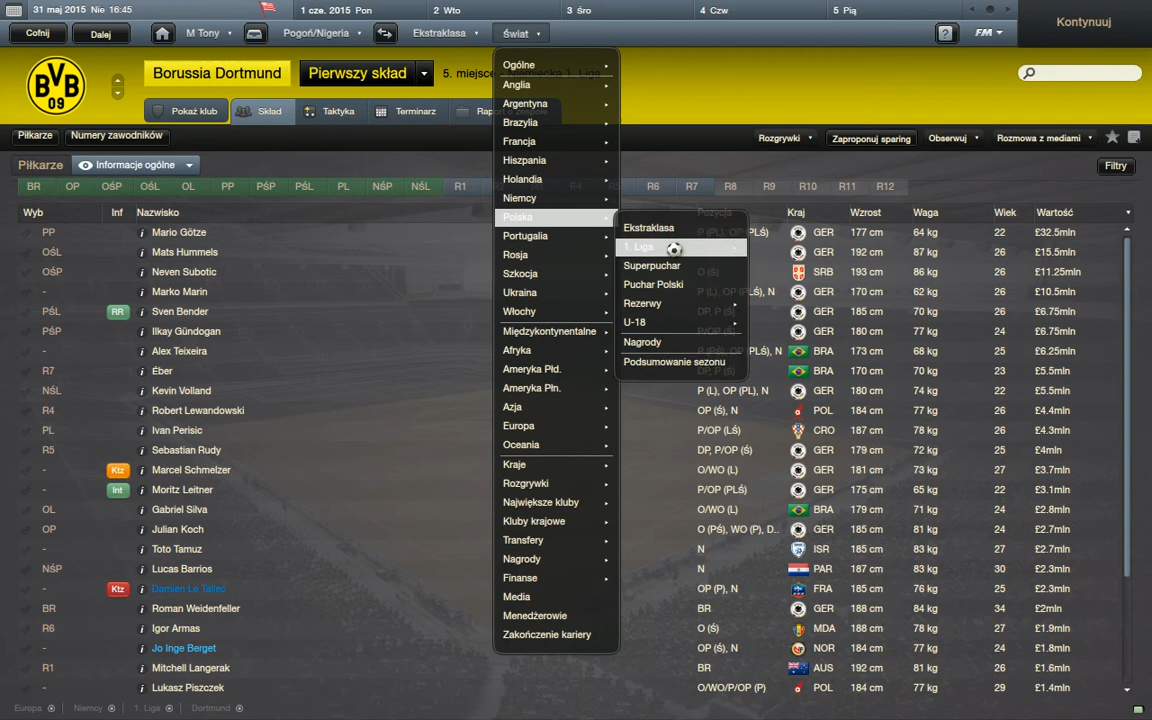 31 maj 2015 Nie 16:45
1 cze. 2015 Pon
2 Wto
3 Śro
4 Czw
5 Pią
Kontynuuj
Cofnij
Dalej
M Tony
Pogoń/Nigeria
Ekstraklasa
Świat
?
FM
BVB 09
Borussia Dortmund
Pierwszy skład
5. miejsce
Niemiecka 1. Liga
Pokaż klub
Skład
Taktyka
Terminarz
Piłkarze
Numery zawodników
Rozgrywki
Zaproponuj sparing
Obserwuj
Rozmowa z mediami
Piłkarze
Informacje ogólne
Filtry
BR OP OŚP OŚL OL PP PŚP PŚL PL NŚP NŚL R1 R6 R7 R8 R9 R10 R11 R12
Wyb Inf Nazwisko Pozycja Kraj Wzrost Waga Wiek Wartość
PP Mario Götze GER 177 cm 64 kg 22 £32.5mln
OŚL Mats Hummels GER 192 cm 87 kg 26 £15.5mln
OŚP Neven Subotic O (Ś) SRB 193 cm 86 kg 26 £11.25mln
- Marko Marin P (L), OP (PLŚ), N GER 170 cm 62 kg 26 £10.5mln
PŚL RR Sven Bender DP, P (Ś) GER 185 cm 70 kg 26 £6.75mln
PŚP Ilkay Gündogan P/OP (Ś) GER 180 cm 77 kg 24 £6.75mln
- Alex Teixeira P (PŚ), OP (PLŚ), N BRA 173 cm 68 kg 25 £6.25mln
R7 Éber DP, P (Ś) BRA 170 cm 70 kg 23 £5.5mln
NŚL Kevin Volland P (L), OP (PL), N GER 180 cm 74 kg 22 £5.5mln
R4 Robert Lewandowski OP (Ś), N POL 184 cm 77 kg 26 £4.4mln
PL Ivan Perisic P/OP (LŚ) CRO 187 cm 78 kg 26 £4.3mln
R5 Sebastian Rudy DP, P/OP (Ś) GER 179 cm 72 kg 25 £4mln
- Ktz Marcel Schmelzer O/WO (L) GER 181 cm 73 kg 27 £3.7mln
- Int Moritz Leitner P/OP (PLŚ) GER 175 cm 65 kg 22 £3.1mln
OL Gabriel Silva O/WO (L) BRA 179 cm 71 kg 24 £2.8mln
OP Julian Koch O (PŚ), WO (P), D.. GER 185 cm 81 kg 24 £2.7mln
- Toto Tamuz N ISR 185 cm 83 kg 27 £2.7mln
NŚP Lucas Barrios N PAR 187 cm 83 kg 30 £2.3mln
- Ktz Damien Le Tallec OP (P), N FRA 185 cm 76 kg 25 £2.3mln
BR Roman Weidenfeller BR GER 188 cm 84 kg 34 £2mln
R6 Igor Armas O (Ś) MDA 188 cm 78 kg 27 £1.9mln
- Jo Inge Berget OP (Ś), N NOR 184 cm 77 kg 24 £1.8mln
R1 Mitchell Langerak BR AUS 192 cm 81 kg 26 £1.6mln
- Lukasz Piszczek O/WO/P/OP (P) POL 184 cm 77 kg 29 £1.4mln
Ogólne
Anglia
Argentyna
Brazylia
Francja
Hiszpania
Holandia
Niemcy
Polska
Portugalia
Rosja
Szkocja
Ukraina
Włochy
Międzykontynentalne
Afryka
Ameryka Płd.
Ameryka Płn.
Azja
Europa
Oceania
Kraje
Rozgrywki
Największe kluby
Kluby krajowe
Transfery
Nagrody
Finanse
Media
Menedżerowie
Zakończenie kariery
Ekstraklasa
1. Liga
Superpuchar
Puchar Polski
Rezerwy
U-18
Nagrody
Podsumowanie sezonu
Europa
Niemcy
1. Liga
Dortmund